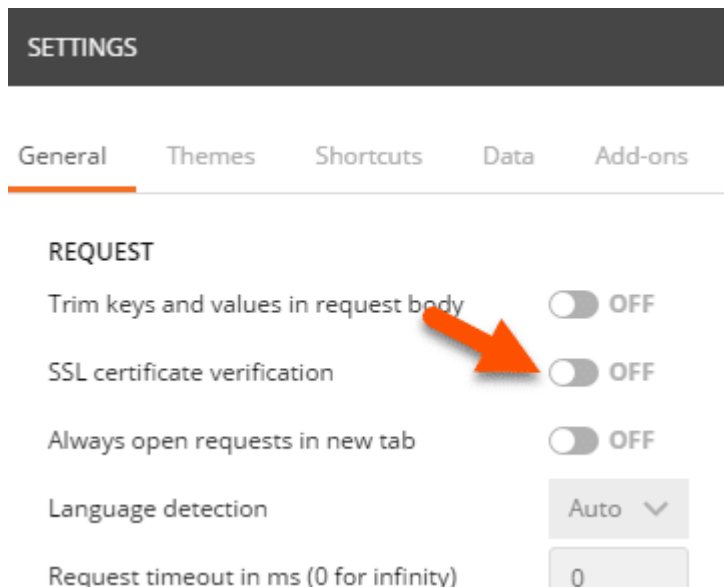 SETTINGS
General Themes Shortcuts Data Add-ons
REQUEST
Trim keys and values in request body OFF
SSL certificate verification OFF
Always open requests in new tab OFF
Language detection Auto
Request timeout in ms (0 for infinity) 0